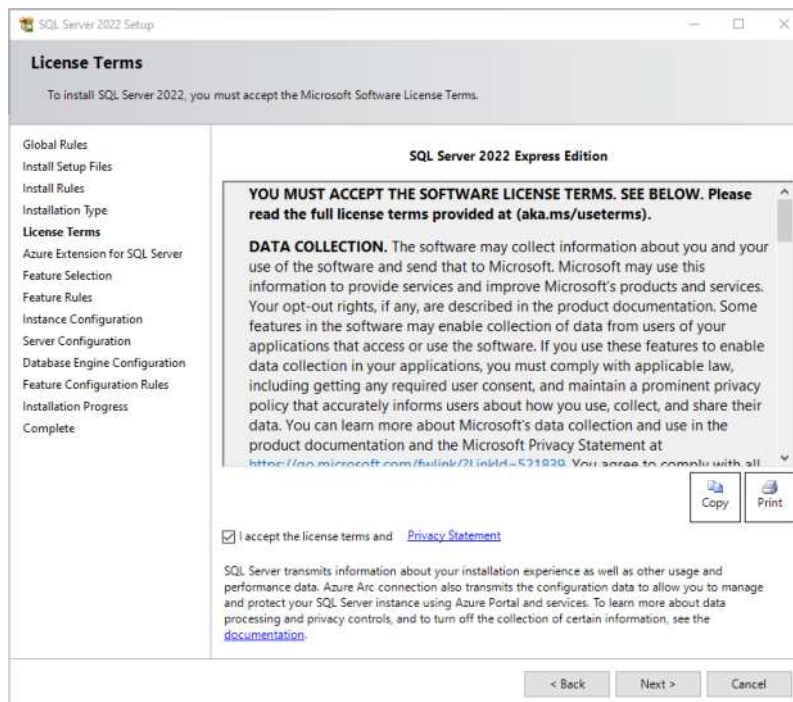 SQL Server 2022 Setup
License Terms
To install SQL Server 2022, you must accept the Microsoft Software License Terms.
Global Rules
Install Setup Files
Install Rules
Installation Type
License Terms
Azure Extension for SQL Server
Feature Selection
Feature Rules
Instance Configuration
Server Configuration
Database Engine Configuration
Feature Configuration Rules
Installation Progress
Complete
SQL Server 2022 Express Edition
YOU MUST ACCEPT THE SOFTWARE LICENSE TERMS. SEE BELOW. Please
read the full license terms provided at (aka.ms/useterms).
DATA COLLECTION. The software may collect information about you and your
use of the software and send that to Microsoft. Microsoft may use this
information to provide services and improve Microsoft's products and services.
Your opt-out rights, if any, are described in the product documentation. Some
features in the software may enable collection of data from users of your
applications that access or use the software. If you use these features to enable
data collection in your applications, you must comply with applicable law,
including getting any required user consent, and maintain a prominent privacy
policy that accurately informs users about how you use, collect, and share their
data. You can learn more about Microsoft's data collection and use in the
product documentation and the Microsoft Privacy Statement at
https://go.microsoft.com/fwlink/?LinkId=521839. You agree to comply with all
Copy
Print
I accept the license terms and Privacy Statement
SQL Server transmits information about your installation experience as well as other usage and
performance data. Azure Arc connection also transmits the configuration data to allow you to manage
and protect your SQL Server instance using Azure Portal and services. To learn more about data
processing and privacy controls, and to turn off the collection of certain information, see the
documentation.
< Back
Next >
Cancel